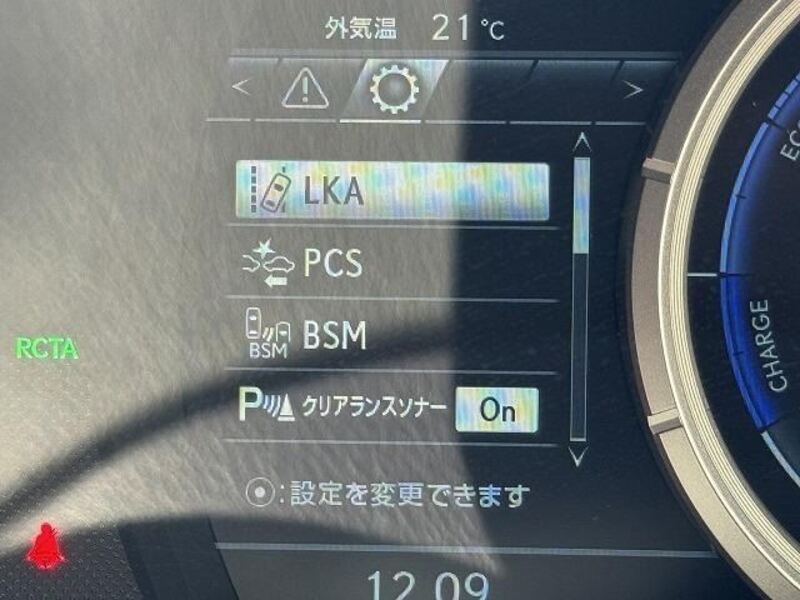 外気温 21℃
LKA
PCS
BSM
BSM
P クリアランスソナー On
:設定を変更できます
12:09
RCTA
CHARGE